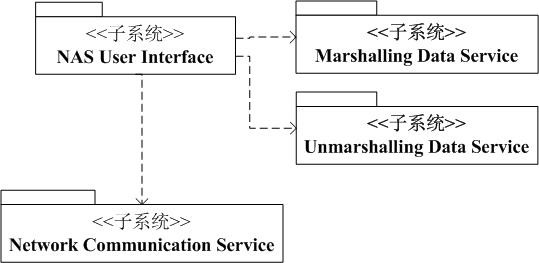 <<子系统>>
NAS User Interface
<<子系统>>
Marshalling Data Service
<<子系统>>
Unmarshalling Data Service
<<子系统>>
Network Communication Service